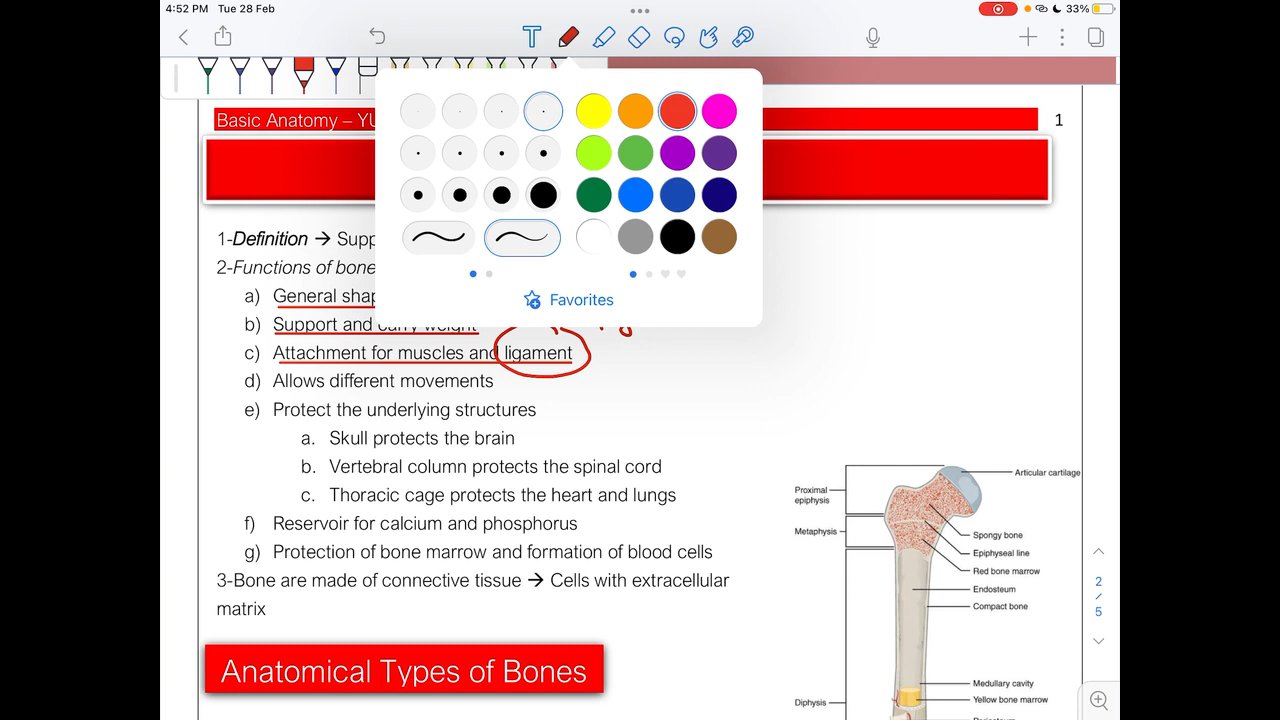 4:52 PM Tue 28 Feb
33%
T
Basic Anatomy – YU
1
Favorites
1-Definition → Supp
2-Functions of bone
a) General shap
b) Support and carry weight
c) Attachment for muscles and ligament
d) Allows different movements
e) Protect the underlying structures
a. Skull protects the brain
b. Vertebral column protects the spinal cord
c. Thoracic cage protects the heart and lungs
f) Reservoir for calcium and phosphorus
g) Protection of bone marrow and formation of blood cells
3-Bone are made of connective tissue → Cells with extracellular
matrix
Anatomical Types of Bones
Articular cartilage
Proximal
epiphysis
Metaphysis
Spongy bone
Epiphyseal line
Red bone marrow
Endosteum
Compact bone
Medullary cavity
Yellow bone marrow
Diphysis
2
/
5